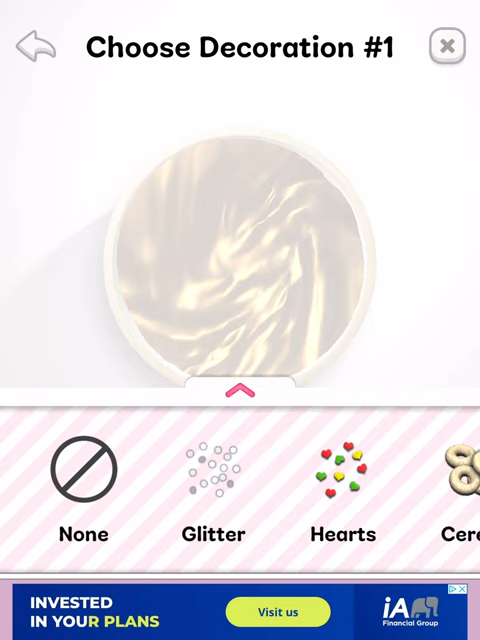 Choose Decoration #1
None
Glitter
Hearts
Cere
INVESTED
IN YOUR PLANS
Visit us
iA
Financial Group